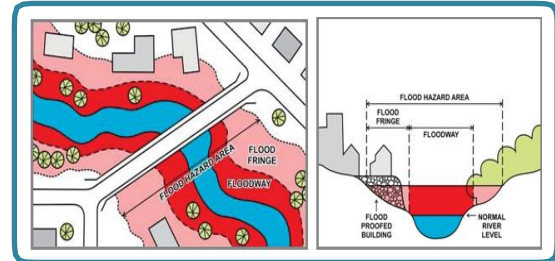 FLOOD HAZARD AREA
FLOOD
FRINGE
FLOODWAY
FLOOD HAZARD AREA
FLOOD
FRINGE
FLOODWAY
FLOOD
PROOFED
BUILDING
NORMAL
RIVER
LEVEL